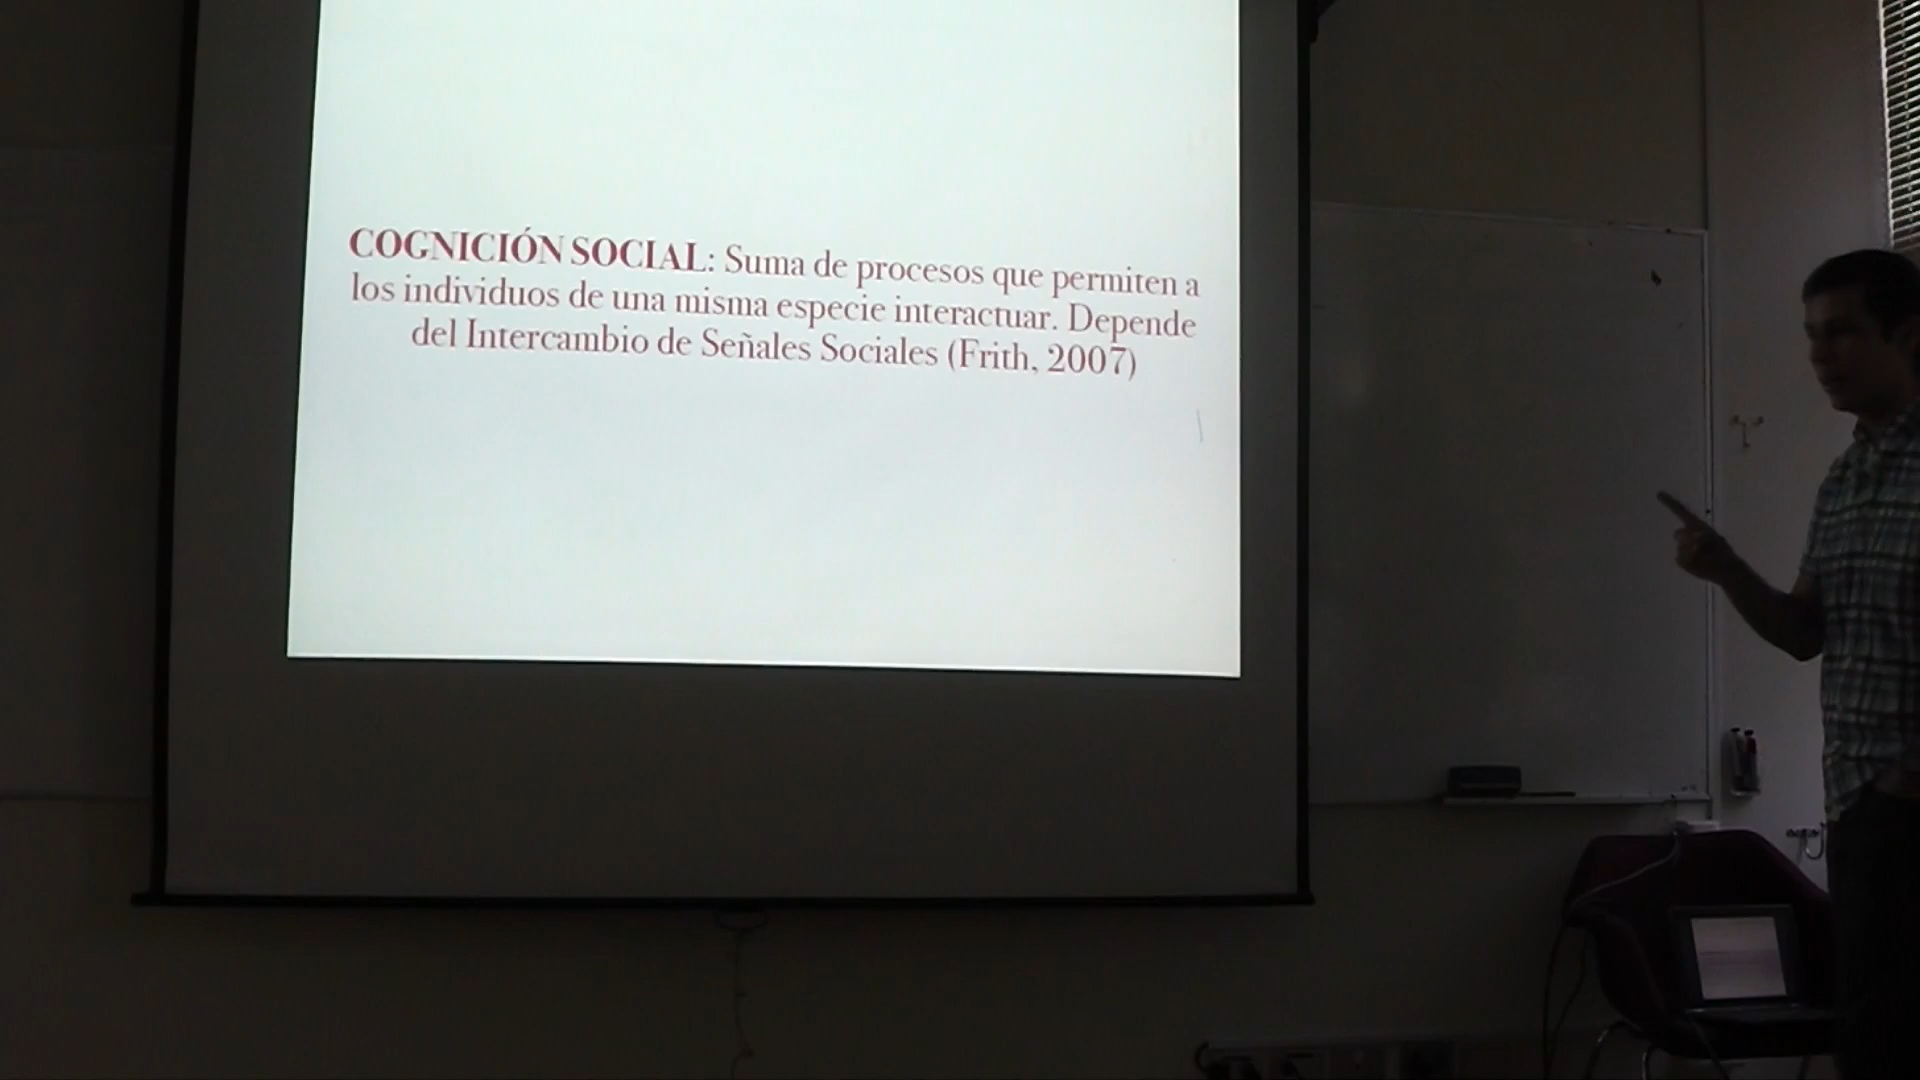 COGNICIÓN SOCIAL: Suma de procesos que permiten a
los individuos de una misma especie interactuar. Depende
del Intercambio de Señales Sociales (Frith, 2007)